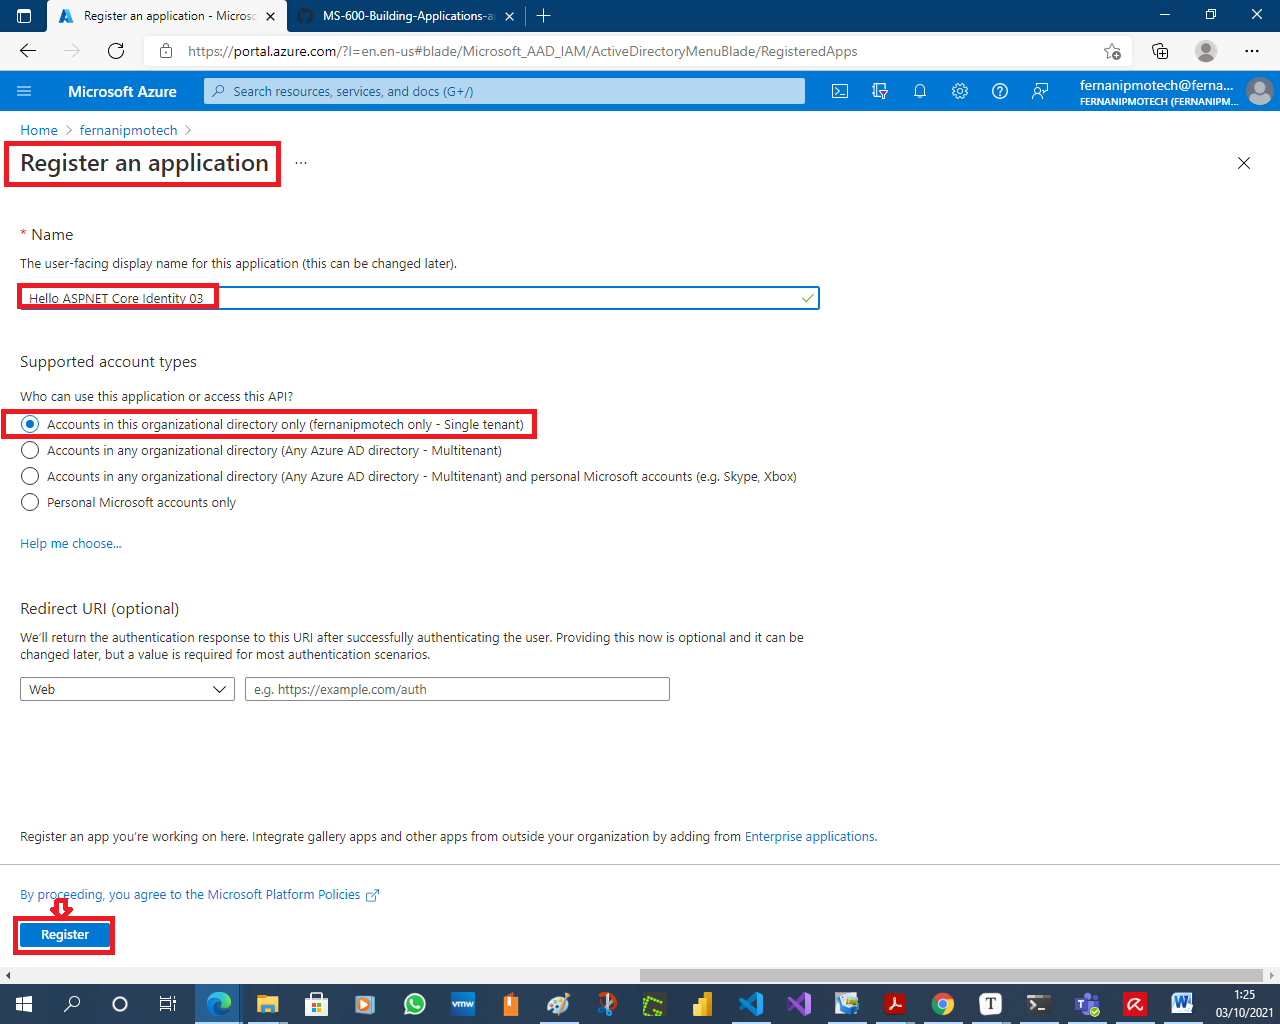 Register an application - Microso
MS-600-Building-Applications-a
https://portal.azure.com/?l=en.en-us#blade/Microsoft_AAD_IAM/ActiveDirectoryMenuBlade/RegisteredApps
Microsoft Azure
Search resources, services, and docs (G+/)
fernanipmotech@ferna...
FERNANIPMOTECH (FERNANIPM...
Home > fernanipmotech >
Register an application
...
* Name
The user-facing display name for this application (this can be changed later).
Hello ASPNET Core Identity 03
Supported account types
Who can use this application or access this API?
Accounts in this organizational directory only (fernanipmotech only - Single tenant)
Accounts in any organizational directory (Any Azure AD directory - Multitenant)
Accounts in any organizational directory (Any Azure AD directory - Multitenant) and personal Microsoft accounts (e.g. Skype, Xbox)
Personal Microsoft accounts only
Help me choose...
Redirect URI (optional)
We'll return the authentication response to this URI after successfully authenticating the user. Providing this now is optional and it can be
changed later, but a value is required for most authentication scenarios.
Web
e.g. https://example.com/auth
Register an app you're working on here. Integrate gallery apps and other apps from outside your organization by adding from Enterprise applications.
By proceeding, you agree to the Microsoft Platform Policies
Register
vmw
T
1:25
03/10/2021